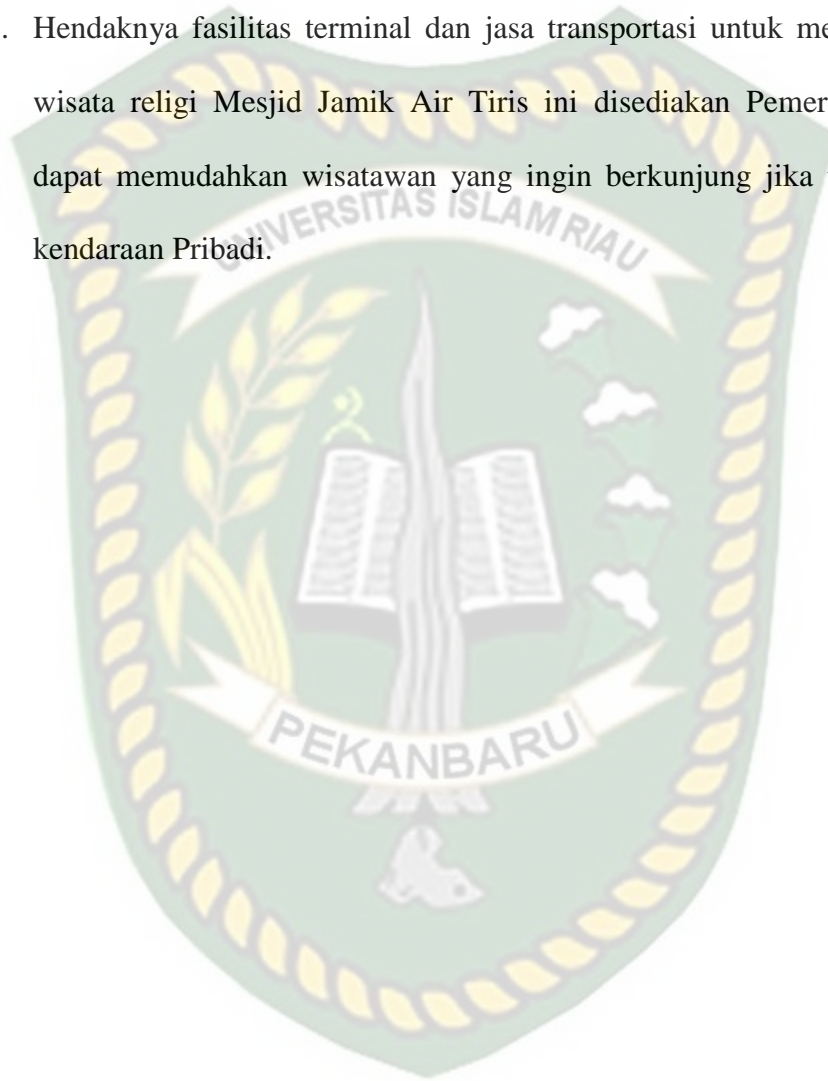 . Hendaknya fasilitas terminal dan jasa transportasi untuk me
wisata religi Mesjid Jamik Air Tiris ini disediakan Pemer
dapat memudahkan wisatawan yang ingin berkunjung jika
kendaraan Pribadi.
UNIVERSITAS ISLAM RIAU
PEKANBARU